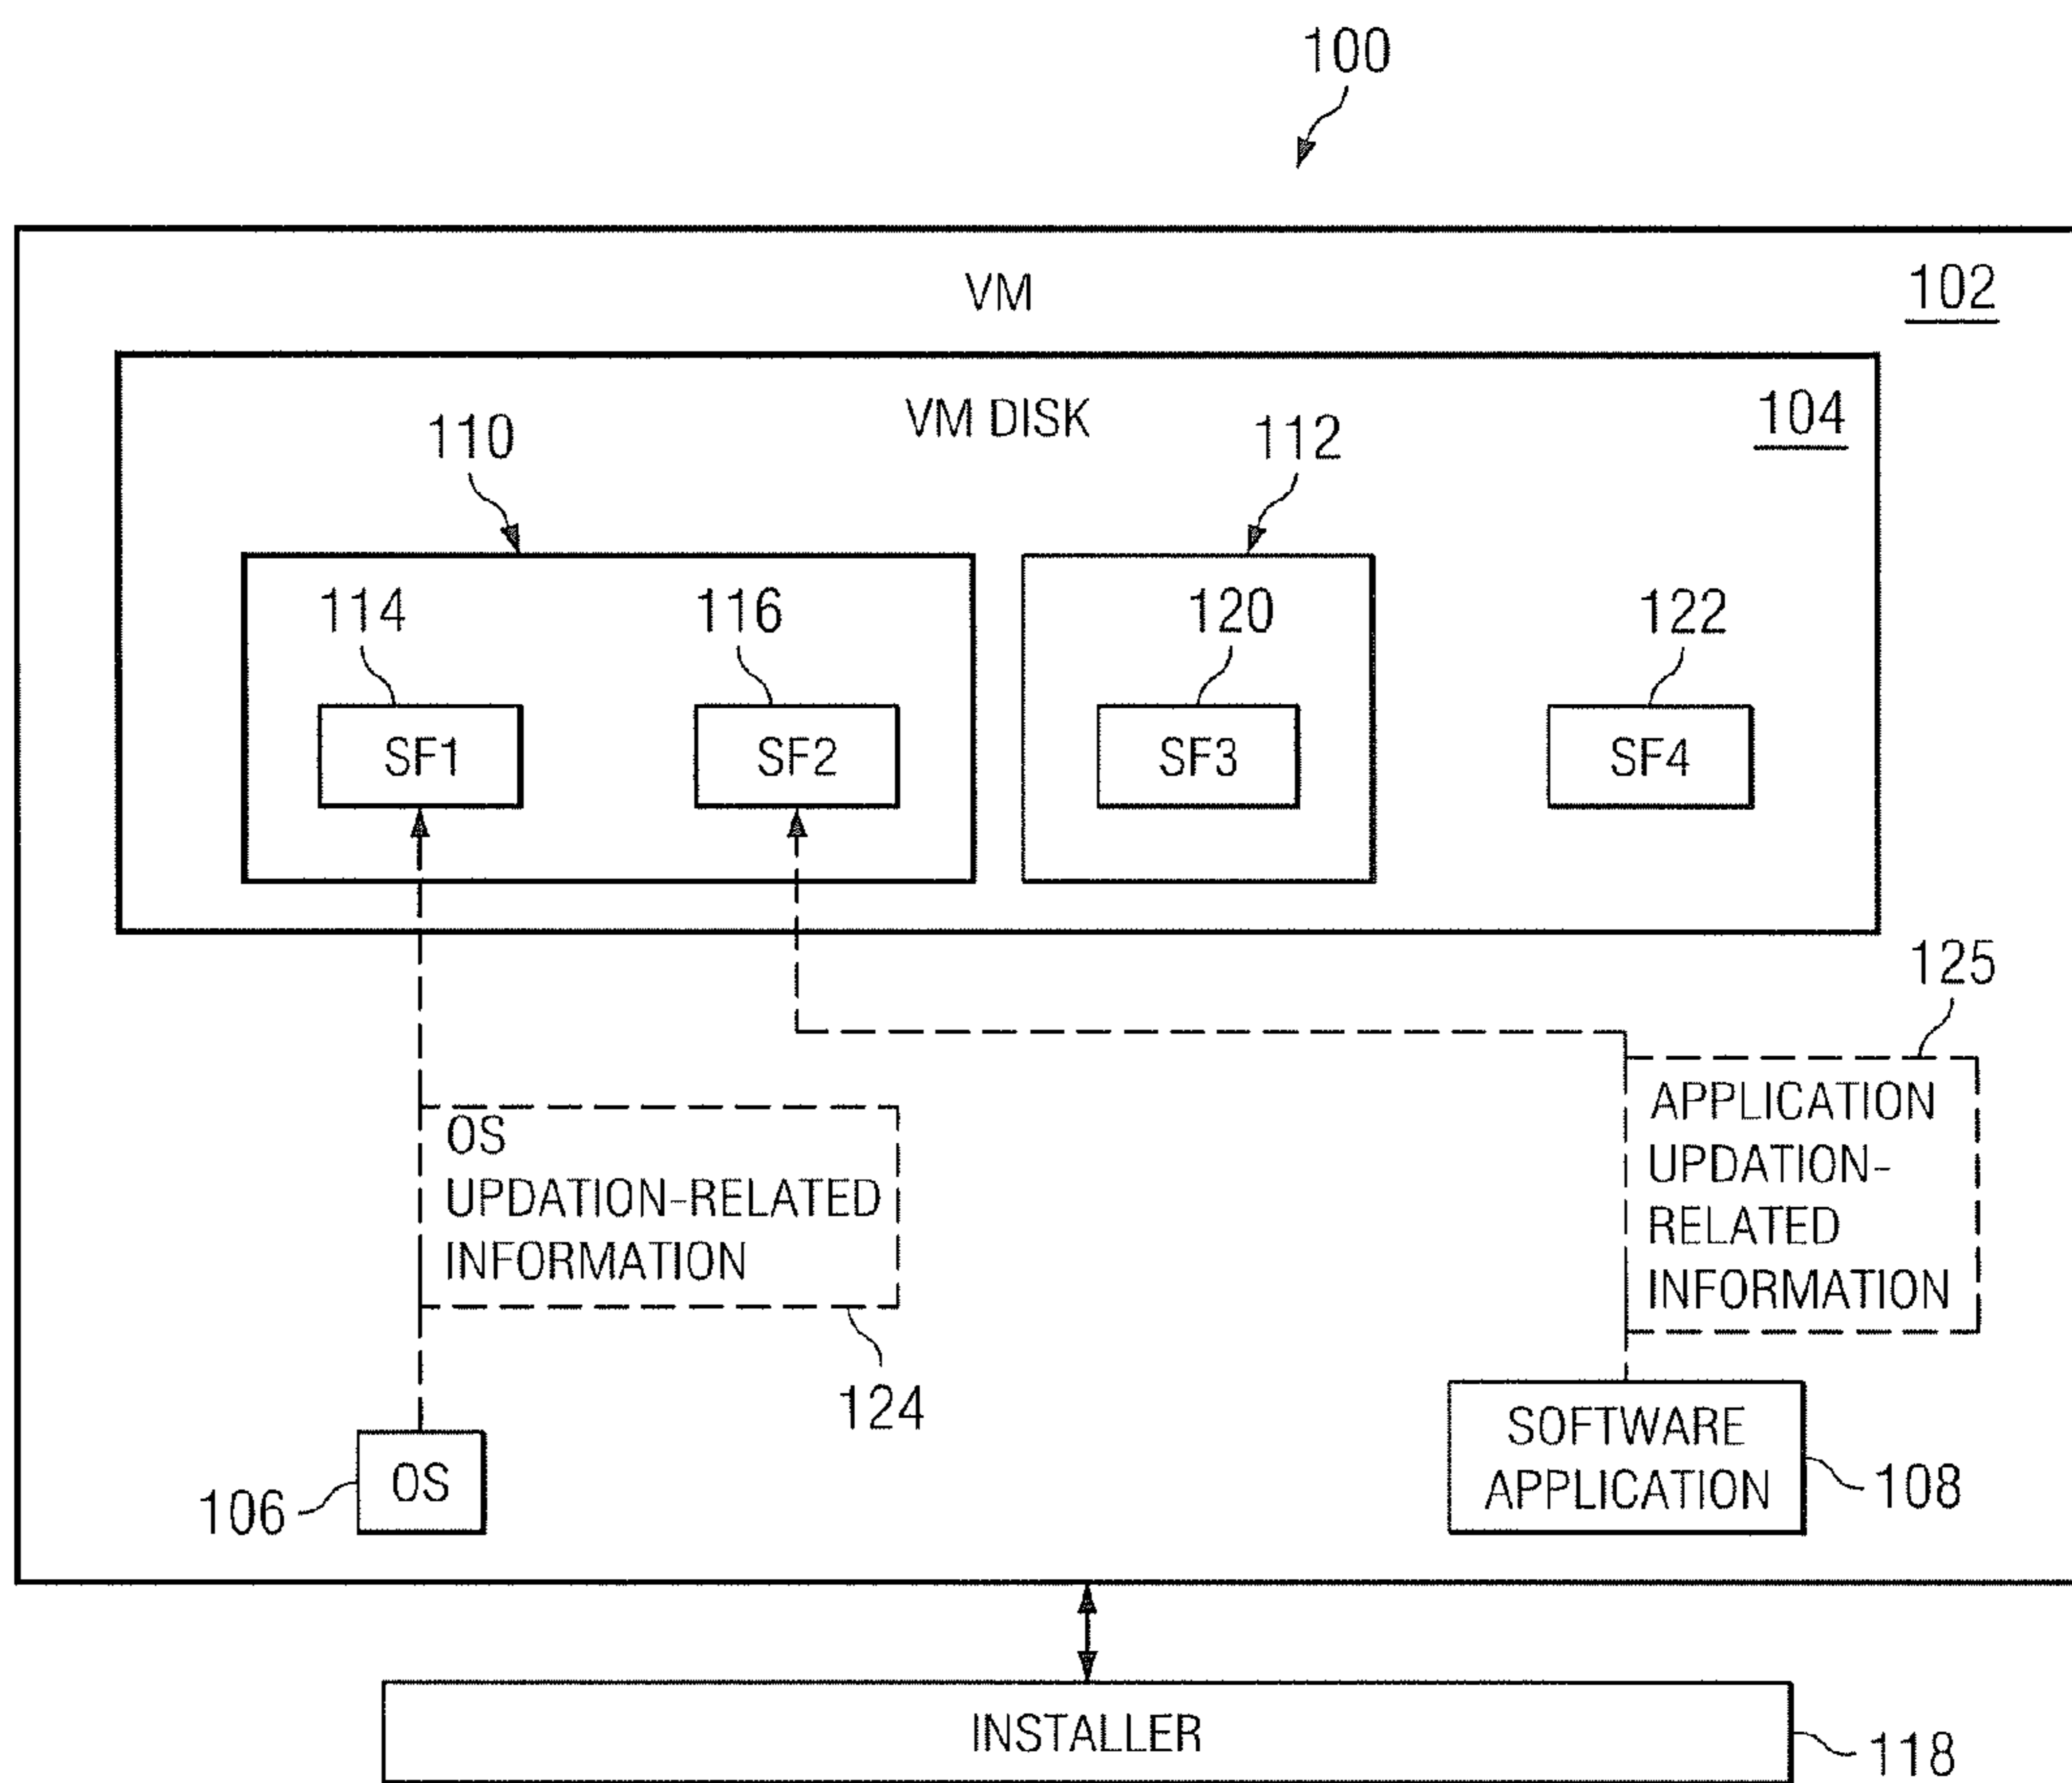 100
VM
102
VM DISK
104
110
112
114
116
120
122
SF1
SF2
SF3
SF4
125
APPLICATION
UPDATION-
RELATED
INFORMATION
OS
UPDATION-RELATED
INFORMATION
124
SOFTWARE
APPLICATION
108
OS
106
INSTALLER
118